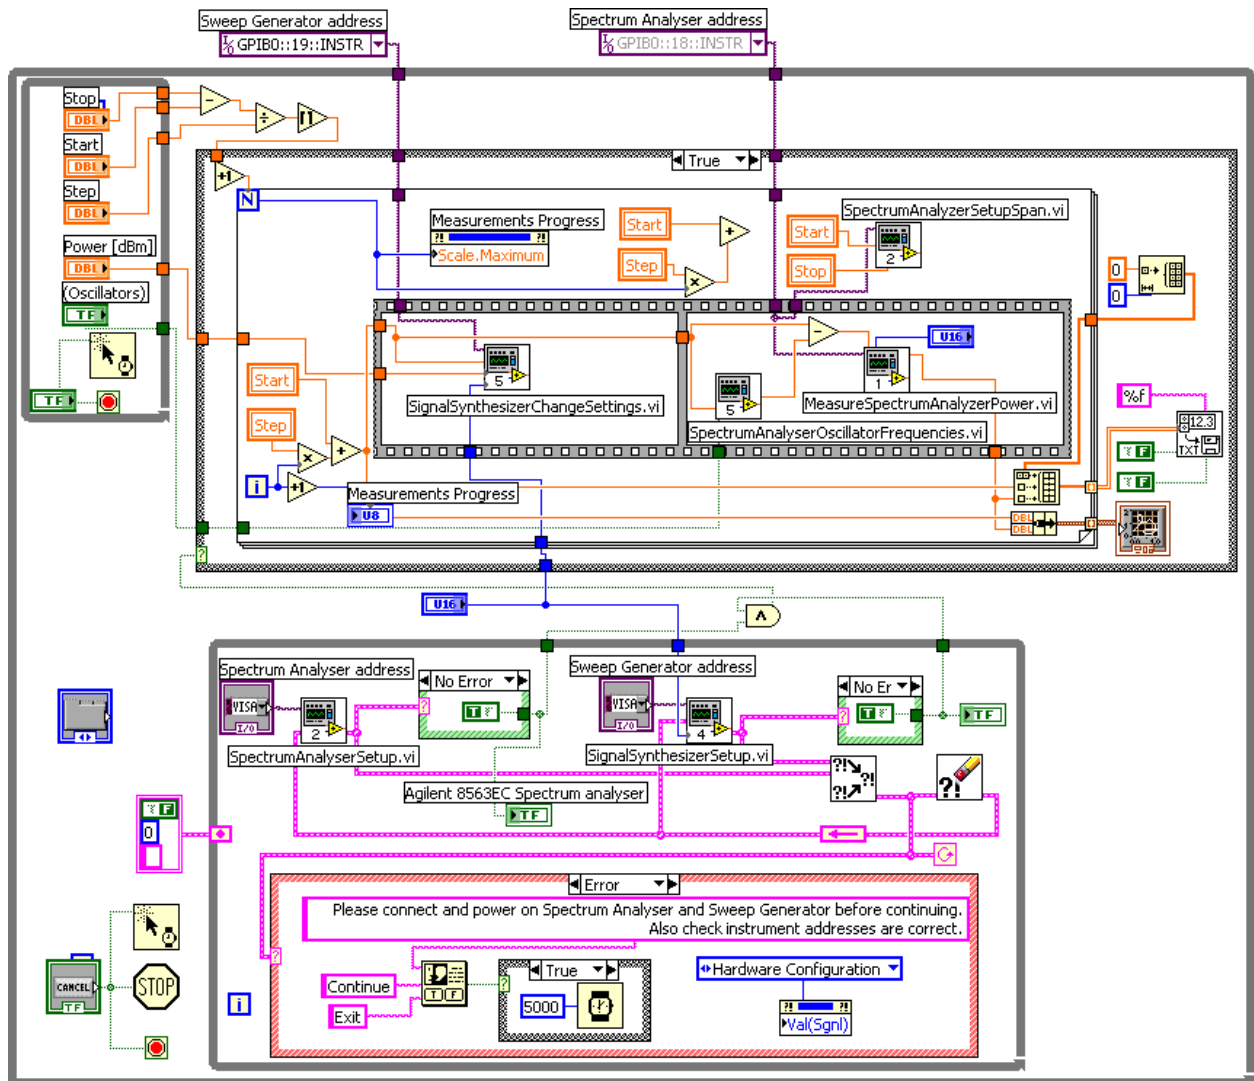 Sweep Generator address
GPIB0::19::INSTR
Spectrum Analyser address
GPIB0::18::INSTR
Stop
DBL
Start
DBL
Step
DBL
Power [dBm]
DBL
(Oscillators)
TF
TF
True
+1
N
Measurements Progress
Scale.Maximum
Start
Step
SpectrumAnalyzerSetupSpan.vi
Start
Stop
2
0
0
Start
Step
5
SignalSynthesizerChangeSettings.vi
U16
5
1
MeasureSpectrumAnalyzerPower.vi
SpectrumAnalyserOscillatorFrequencies.vi
%f
12.3
TXT
F
F
i
+1
Measurements Progress
U8
DBL
DBL
?
U16
Spectrum Analyser address
VISA
I/O
2
SpectrumAnalyserSetup.vi
No Error
T
Sweep Generator address
VISA
I/O
4
SignalSynthesizerSetup.vi
No Er
T
TF
Agilent 8563EC Spectrum analyser
TF
?!
?!
?!
?!
F
0
Error
Please connect and power on Spectrum Analyser and Sweep Generator before continuing.
Also check instrument addresses are correct.
Continue
Exit
T F
True
5000
Hardware Configuration
Val(Sgnl)
CANCEL
TF
STOP
i